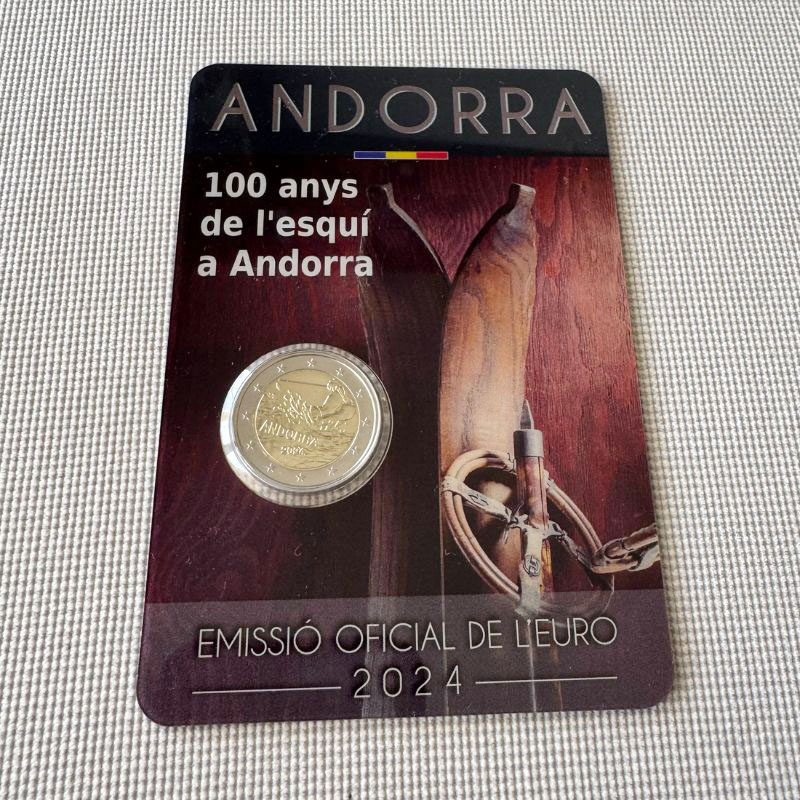 ANDORRA
100 anys
de l'esquí
a Andorra
ANDORRA
EMISSIÓ OFICIAL DE L'EURO
2024